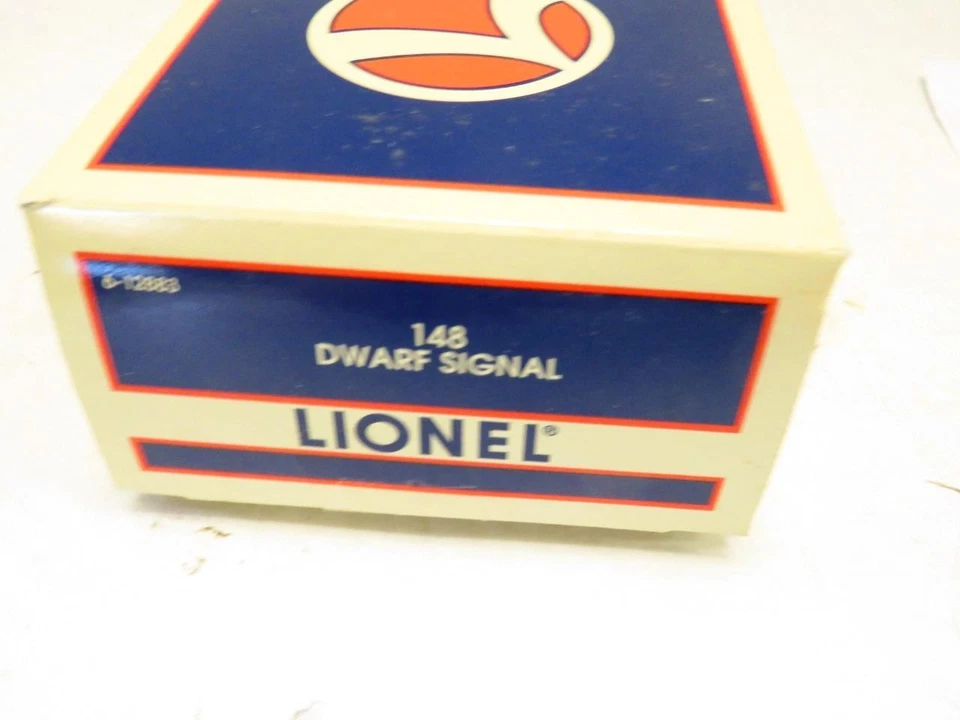 6-12883
148
DWARF SIGNAL
LIONEL®